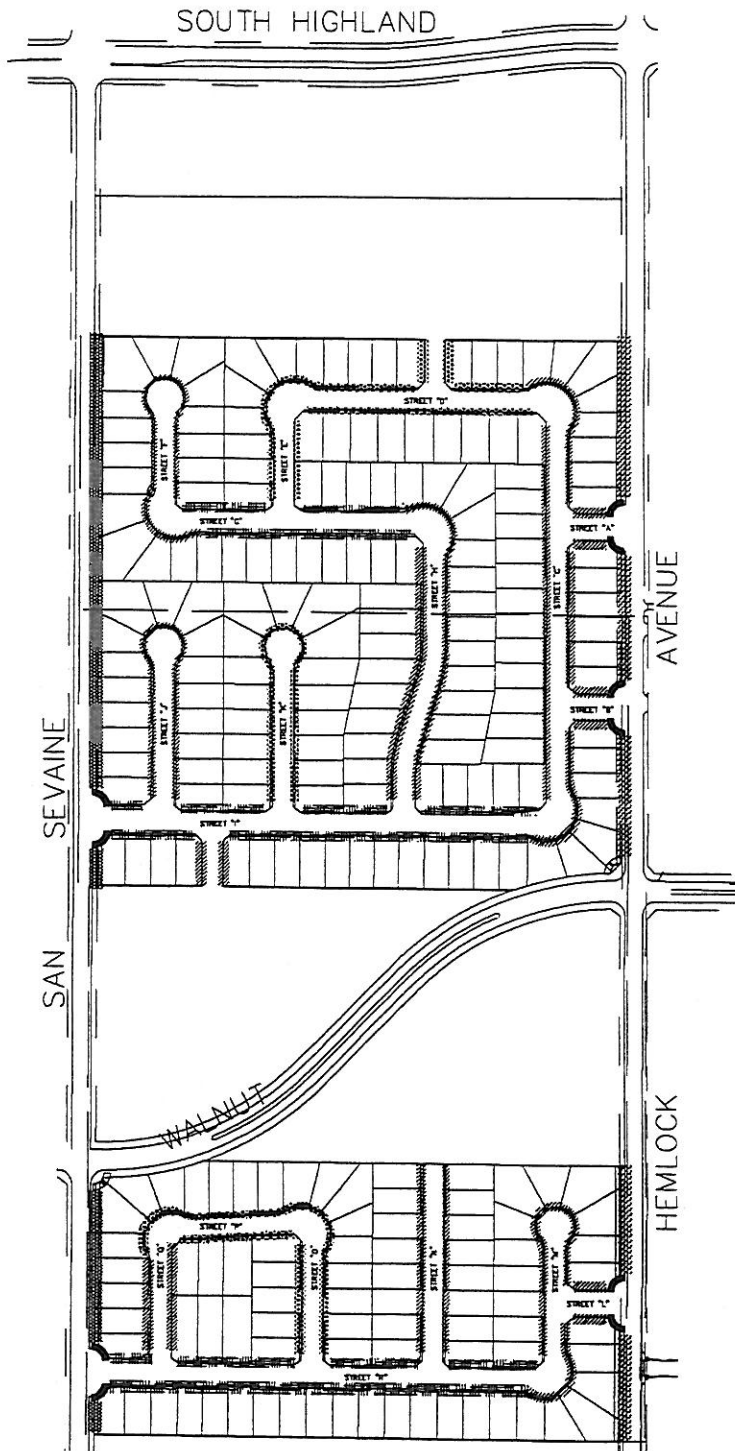 SOUTH HIGHLAND
STREET "D"
STREET "F"
STREET "E"
STREET "C"
STREET "A"
STREET "H"
STREET "G"
AVENUE
STREET "B"
STREET "J"
STREET "K"
SEVAINE
STREET "I"
SAN
WALNUT
HEMLOCK
STREET "P"
STREET "Q"
STREET "O"
STREET "N"
STREET "M"
STREET "L"